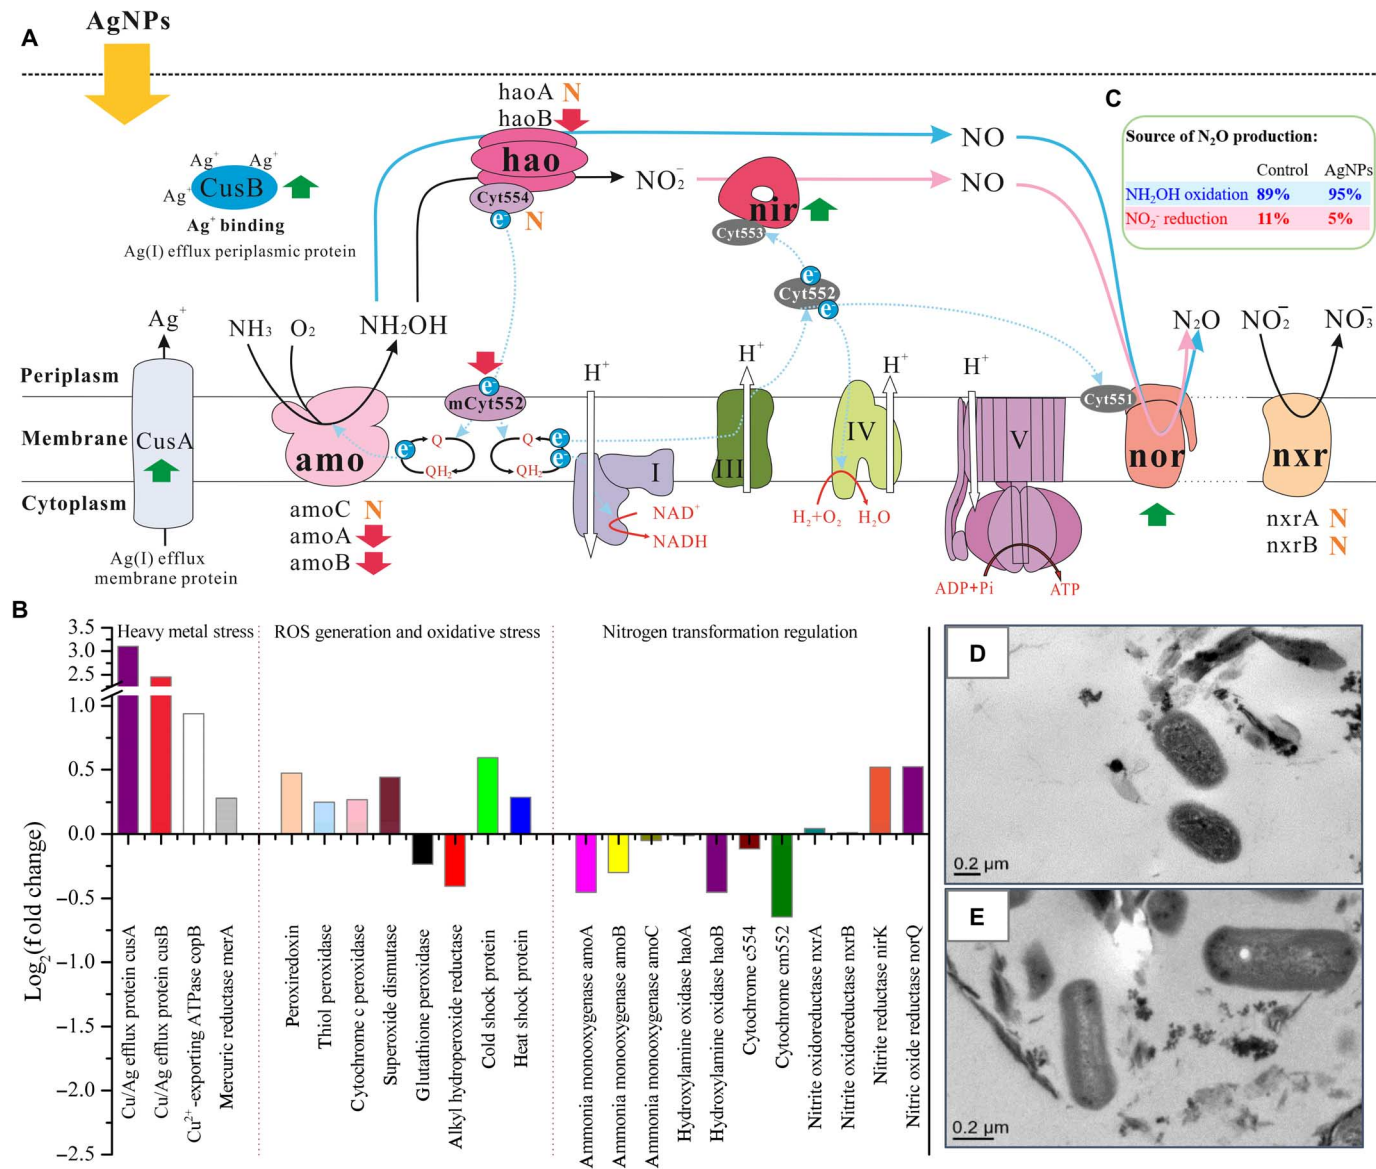 A
AgNPs
haoA N
haoB
hao
Cyt554
e⁻ N
Ag⁺ Ag⁺
Ag⁺ CusB
Ag⁺ binding
Ag(I) efflux periplasmic protein
NO₂⁻
NO
NO
nir
Cyt553
e⁻
Cyt552
e⁻
C
Source of N₂O production:
Control AgNPs
NH₂OH oxidation 89% 95%
NO₂⁻ reduction 11% 5%
Ag⁺
NH₃ O₂ NH₂OH
N₂O NO₂⁻ NO₃⁻
Periplasm
Membrane
Cytoplasm
CusA
Ag(I) efflux
membrane protein
amo
amoC N
amoA
amoB
e⁻
mCyt552
e⁻ Q
QH₂
Q e⁻
QH₂ e⁻
H⁺
I
NAD⁺
NADH
H⁺
III
H⁺
IV
H₂+O₂ H₂O
H⁺
V
ADP+Pi ATP
Cyt551
nor
nxr
nxrA N
nxrB N
B
Heavy metal stress ROS generation and oxidative stress Nitrogen transformation regulation
Log₂(fold change)
3.5
3.0
2.5
1.0
0.5
0.0
−0.5
−1.0
−1.5
−2.0
−2.5
Cu/Ag efflux protein cusA
Cu/Ag efflux protein cusB
Cu²⁺-exporting ATPase copB
Mercuric reductase merA
Peroxiredoxin
Thiol peroxidase
Cytochrome c peroxidase
Superoxide dismutase
Glutathione peroxidase
Alkyl hydroperoxide reductase
Cold shock protein
Heat shock protein
Ammonia monooxygenase amoA
Ammonia monooxygenase amoB
Ammonia monooxygenase amoC
Hydroxylamine oxidase haoA
Hydroxylamine oxidase haoB
Cytochrome c554
Cytochrome cm552
Nitrite oxidoreductase nxrA
Nitrite oxidoreductase nxrB
Nitrite reductase nirK
Nitric oxide reductase norQ
D
0.2 µm
E
0.2 µm